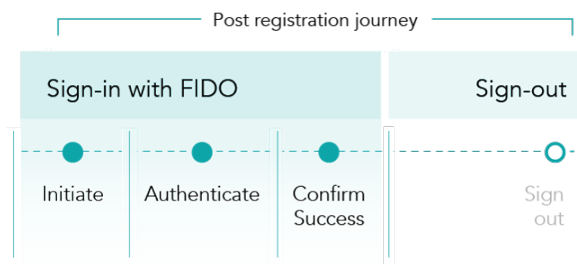 Post registration journey
Sign-in with FIDO
Sign-out
Initiate
Authenticate
Confirm
Success
Sign
out